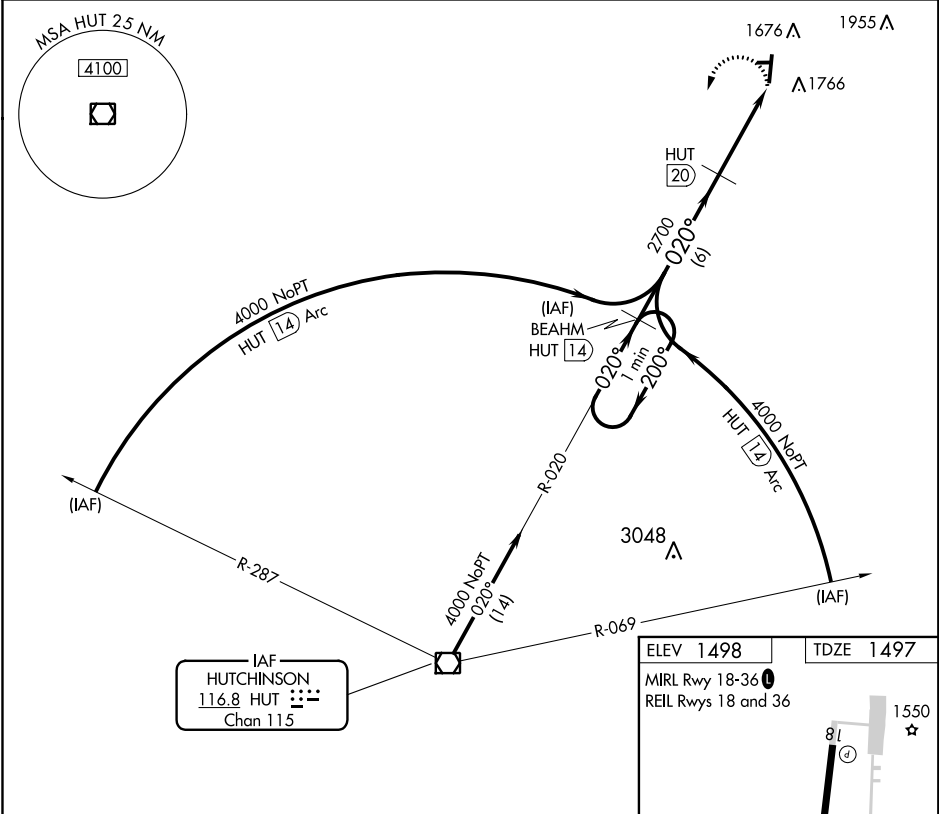 MSA HUT 25 NM
4100
1676
1955
1766
HUT
20
2700
020°
(6)
4000 NoPT
HUT 14 Arc
(IAF)
BEAHM
HUT 14
020°
1 min
200°
4000 NoPT
HUT 14 Arc
(IAF)
R-020
3048
R-287
4000 NoPT
020°
(14)
(IAF)
R-069
IAF
HUTCHINSON
116.8 HUT
Chan 115
ELEV 1498
TDZE 1497
MIRL Rwy 18-36 L
REIL Rwys 18 and 36
1550
18
P